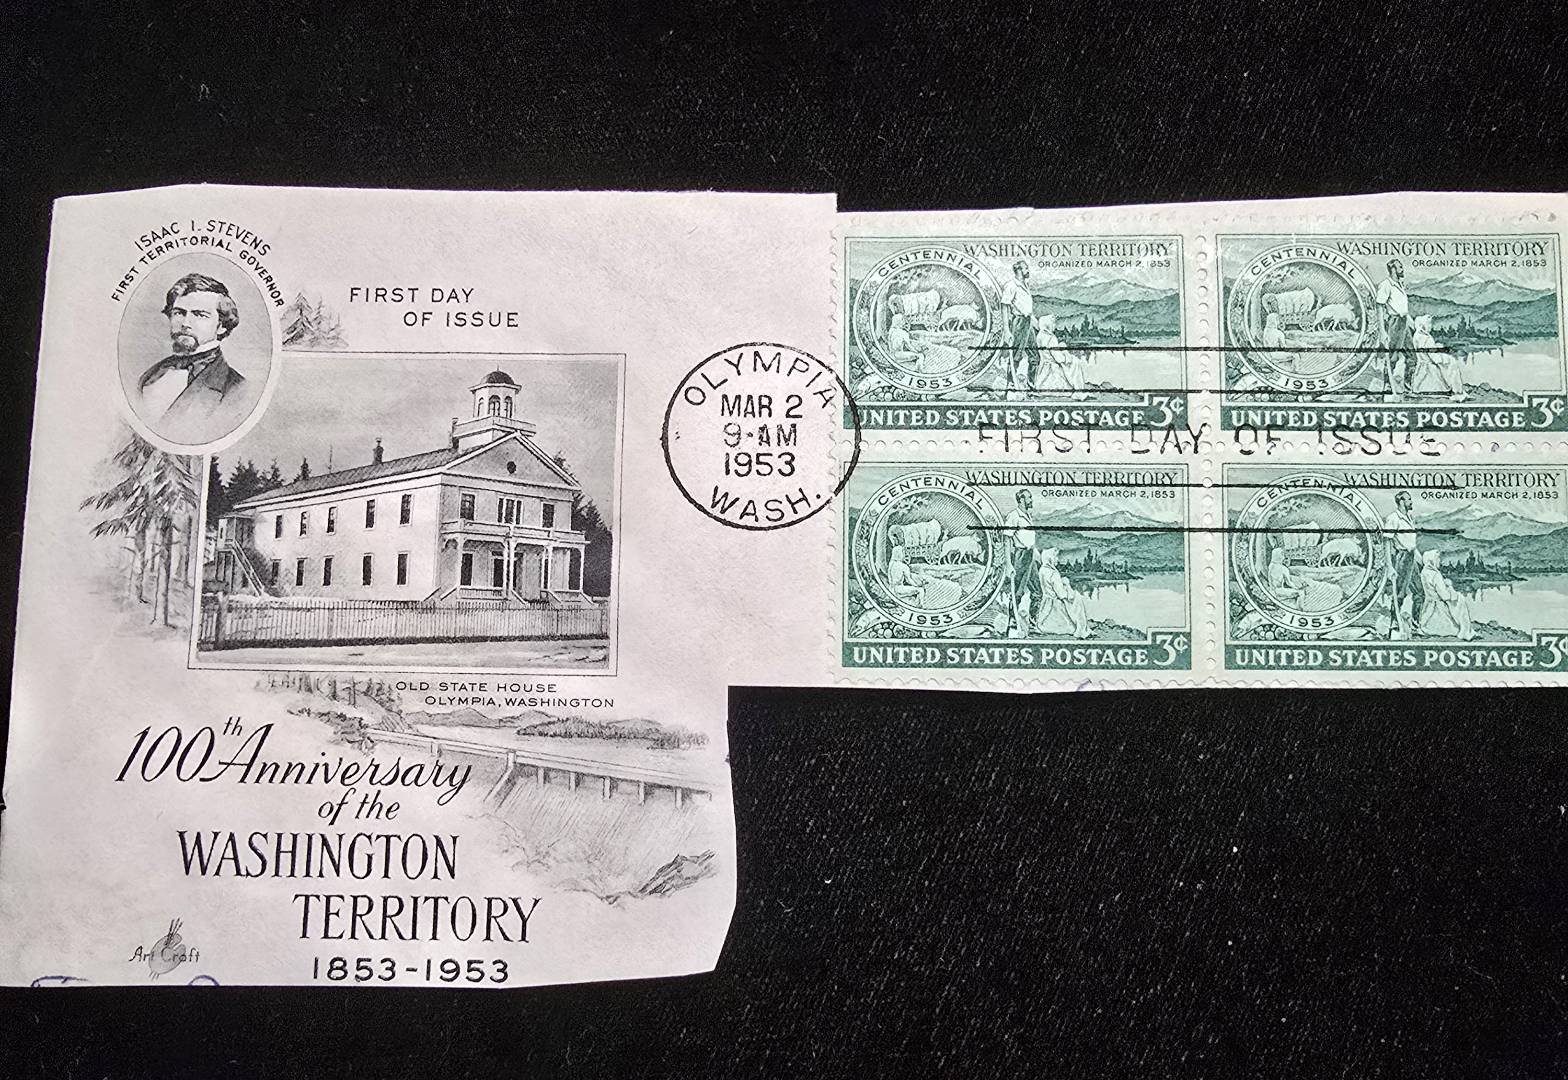 ISAAC I. STEVENS
FIRST TERRITORIAL GOVERNOR
FIRST DAY
OF ISSUE
OLD STATE HOUSE
OLYMPIA, WASHINGTON
100th Anniversary
of the
WASHINGTON
TERRITORY
1853-1953
Art Craft
OLYMPIA
MAR 2
9-AM
1953
WASH.
CENTENNIAL
1953
WASHINGTON TERRITORY
ORGANIZED MARCH 2, 1853
UNITED STATES POSTAGE 3¢
CENTENNIAL
1953
WASHINGTON TERRITORY
ORGANIZED MARCH 2, 1853
UNITED STATES POSTAGE 3¢
FIRST DAY OF ISSUE
CENTENNIAL
1953
WASHINGTON TERRITORY
ORGANIZED MARCH 2, 1853
UNITED STATES POSTAGE 3¢
CENTENNIAL
1953
WASHINGTON TERRITORY
ORGANIZED MARCH 2, 1853
UNITED STATES POSTAGE 3¢